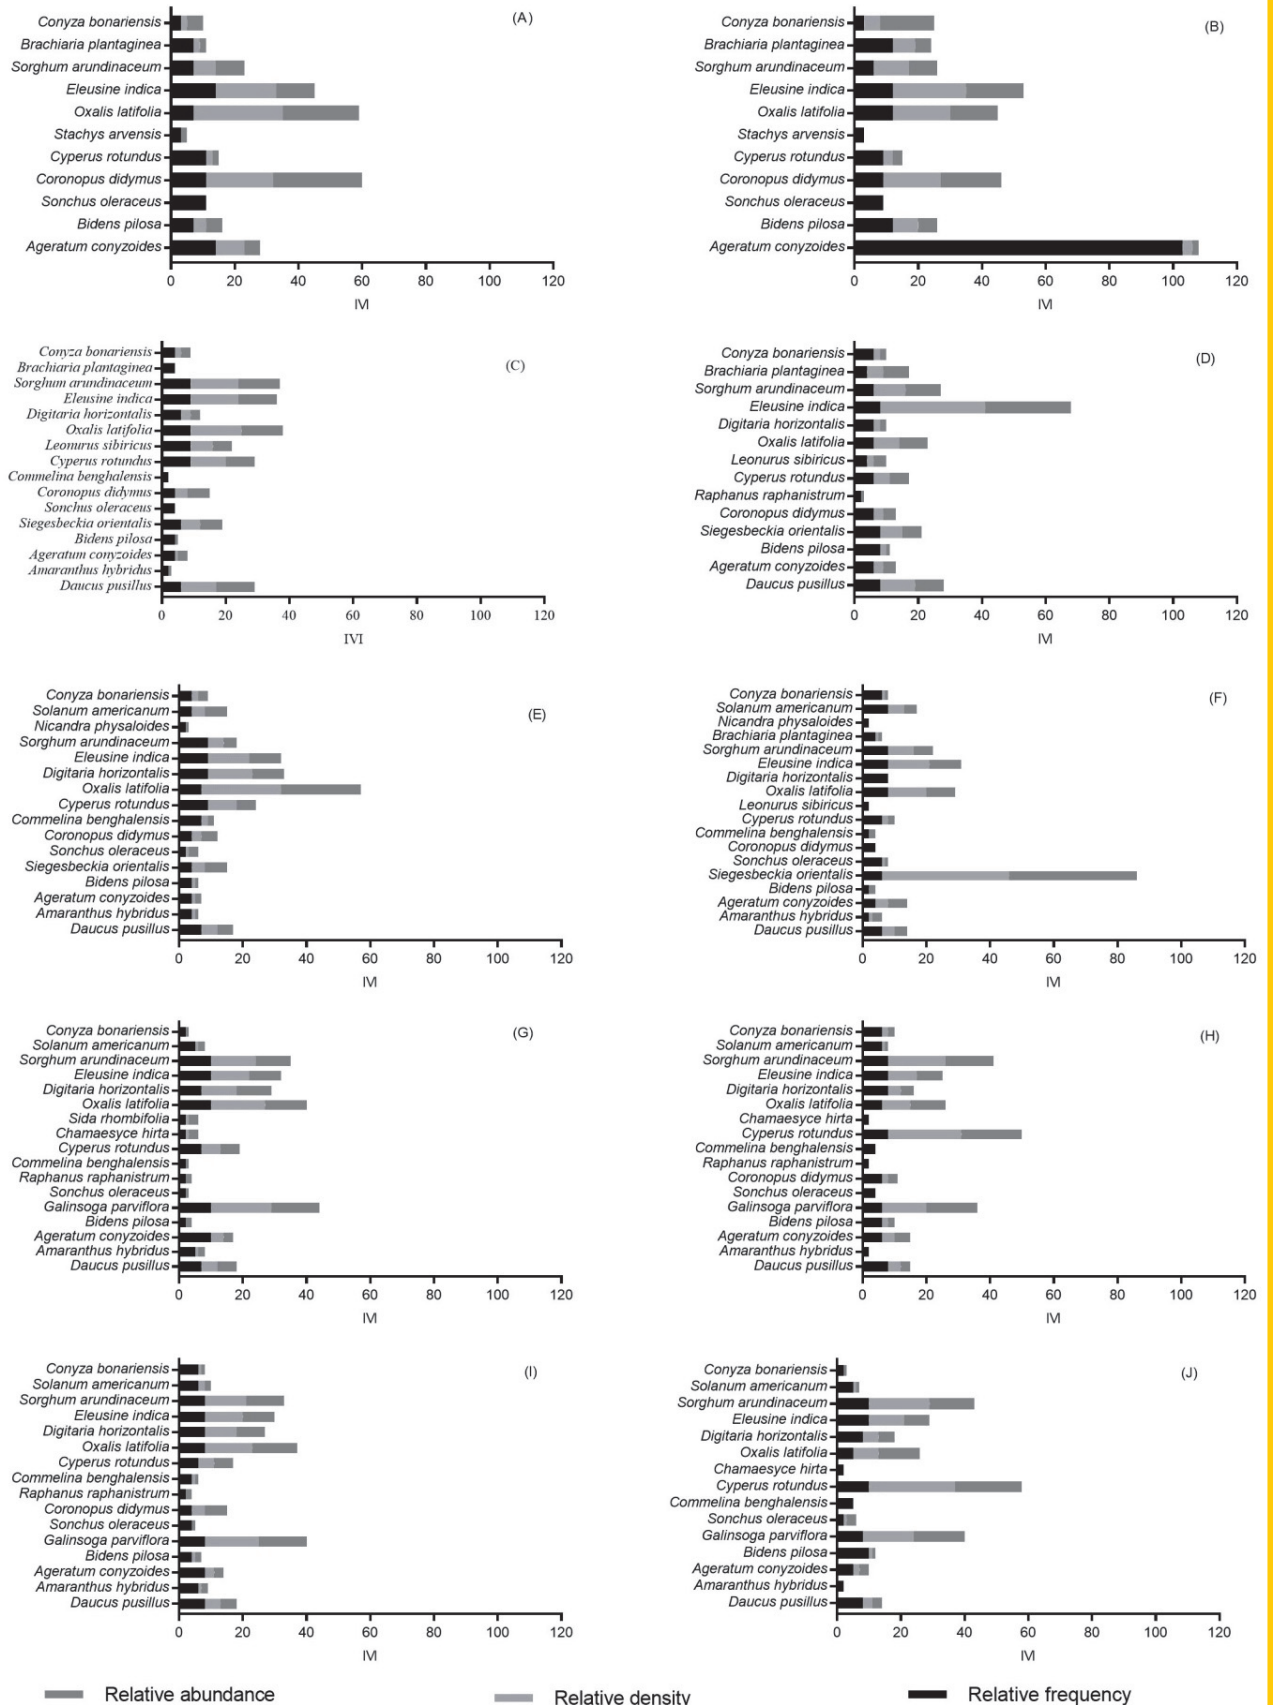 (A)
Conyza bonariensis
Brachiaria plantaginea
Sorghum arundinaceum
Eleusine indica
Oxalis latifolia
Stachys arvensis
Cyperus rotundus
Coronopus didymus
Sonchus oleraceus
Bidens pilosa
Ageratum conyzoides
0 20 40 60 80 100 120
IVI
(B)
Conyza bonariensis
Brachiaria plantaginea
Sorghum arundinaceum
Eleusine indica
Oxalis latifolia
Stachys arvensis
Cyperus rotundus
Coronopus didymus
Sonchus oleraceus
Bidens pilosa
Ageratum conyzoides
0 20 40 60 80 100 120
IVI
(C)
Conyza bonariensis
Brachiaria plantaginea
Sorghum arundinaceum
Eleusine indica
Digitaria horizontalis
Oxalis latifolia
Leonurus sibiricus
Cyperus rotundus
Commelina benghalensis
Coronopus didymus
Sonchus oleraceus
Siegesbeckia orientalis
Bidens pilosa
Ageratum conyzoides
Amaranthus hybridus
Daucus pusillus
0 20 40 60 80 100 120
IVI
(D)
Conyza bonariensis
Brachiaria plantaginea
Sorghum arundinaceum
Eleusine indica
Digitaria horizontalis
Oxalis latifolia
Leonurus sibiricus
Cyperus rotundus
Raphanus raphanistrum
Coronopus didymus
Siegesbeckia orientalis
Bidens pilosa
Ageratum conyzoides
Daucus pusillus
0 20 40 60 80 100 120
IVI
(E)
Conyza bonariensis
Solanum americanum
Nicandra physaloides
Sorghum arundinaceum
Eleusine indica
Digitaria horizontalis
Oxalis latifolia
Cyperus rotundus
Commelina benghalensis
Coronopus didymus
Sonchus oleraceus
Siegesbeckia orientalis
Bidens pilosa
Ageratum conyzoides
Amaranthus hybridus
Daucus pusillus
0 20 40 60 80 100 120
IVI
(F)
Conyza bonariensis
Solanum americanum
Nicandra physaloides
Brachiaria plantaginea
Sorghum arundinaceum
Eleusine indica
Digitaria horizontalis
Oxalis latifolia
Leonurus sibiricus
Cyperus rotundus
Commelina benghalensis
Coronopus didymus
Sonchus oleraceus
Siegesbeckia orientalis
Bidens pilosa
Ageratum conyzoides
Amaranthus hybridus
Daucus pusillus
0 20 40 60 80 100 120
IVI
(G)
Conyza bonariensis
Solanum americanum
Sorghum arundinaceum
Eleusine indica
Digitaria horizontalis
Oxalis latifolia
Sida rhombifolia
Chamaesyce hirta
Cyperus rotundus
Commelina benghalensis
Raphanus raphanistrum
Sonchus oleraceus
Galinsoga parviflora
Bidens pilosa
Ageratum conyzoides
Amaranthus hybridus
Daucus pusillus
0 20 40 60 80 100 120
IVI
(H)
Conyza bonariensis
Solanum americanum
Sorghum arundinaceum
Eleusine indica
Digitaria horizontalis
Oxalis latifolia
Chamaesyce hirta
Cyperus rotundus
Commelina benghalensis
Raphanus raphanistrum
Coronopus didymus
Sonchus oleraceus
Galinsoga parviflora
Bidens pilosa
Ageratum conyzoides
Amaranthus hybridus
Daucus pusillus
0 20 40 60 80 100 120
IVI
(I)
Conyza bonariensis
Solanum americanum
Sorghum arundinaceum
Eleusine indica
Digitaria horizontalis
Oxalis latifolia
Cyperus rotundus
Commelina benghalensis
Raphanus raphanistrum
Coronopus didymus
Sonchus oleraceus
Galinsoga parviflora
Bidens pilosa
Ageratum conyzoides
Amaranthus hybridus
Daucus pusillus
0 20 40 60 80 100 120
IVI
(J)
Conyza bonariensis
Solanum americanum
Sorghum arundinaceum
Eleusine indica
Digitaria horizontalis
Oxalis latifolia
Chamaesyce hirta
Cyperus rotundus
Commelina benghalensis
Sonchus oleraceus
Galinsoga parviflora
Bidens pilosa
Ageratum conyzoides
Amaranthus hybridus
Daucus pusillus
0 20 40 60 80 100 120
IVI
Relative abundance
Relative density
Relative frequency